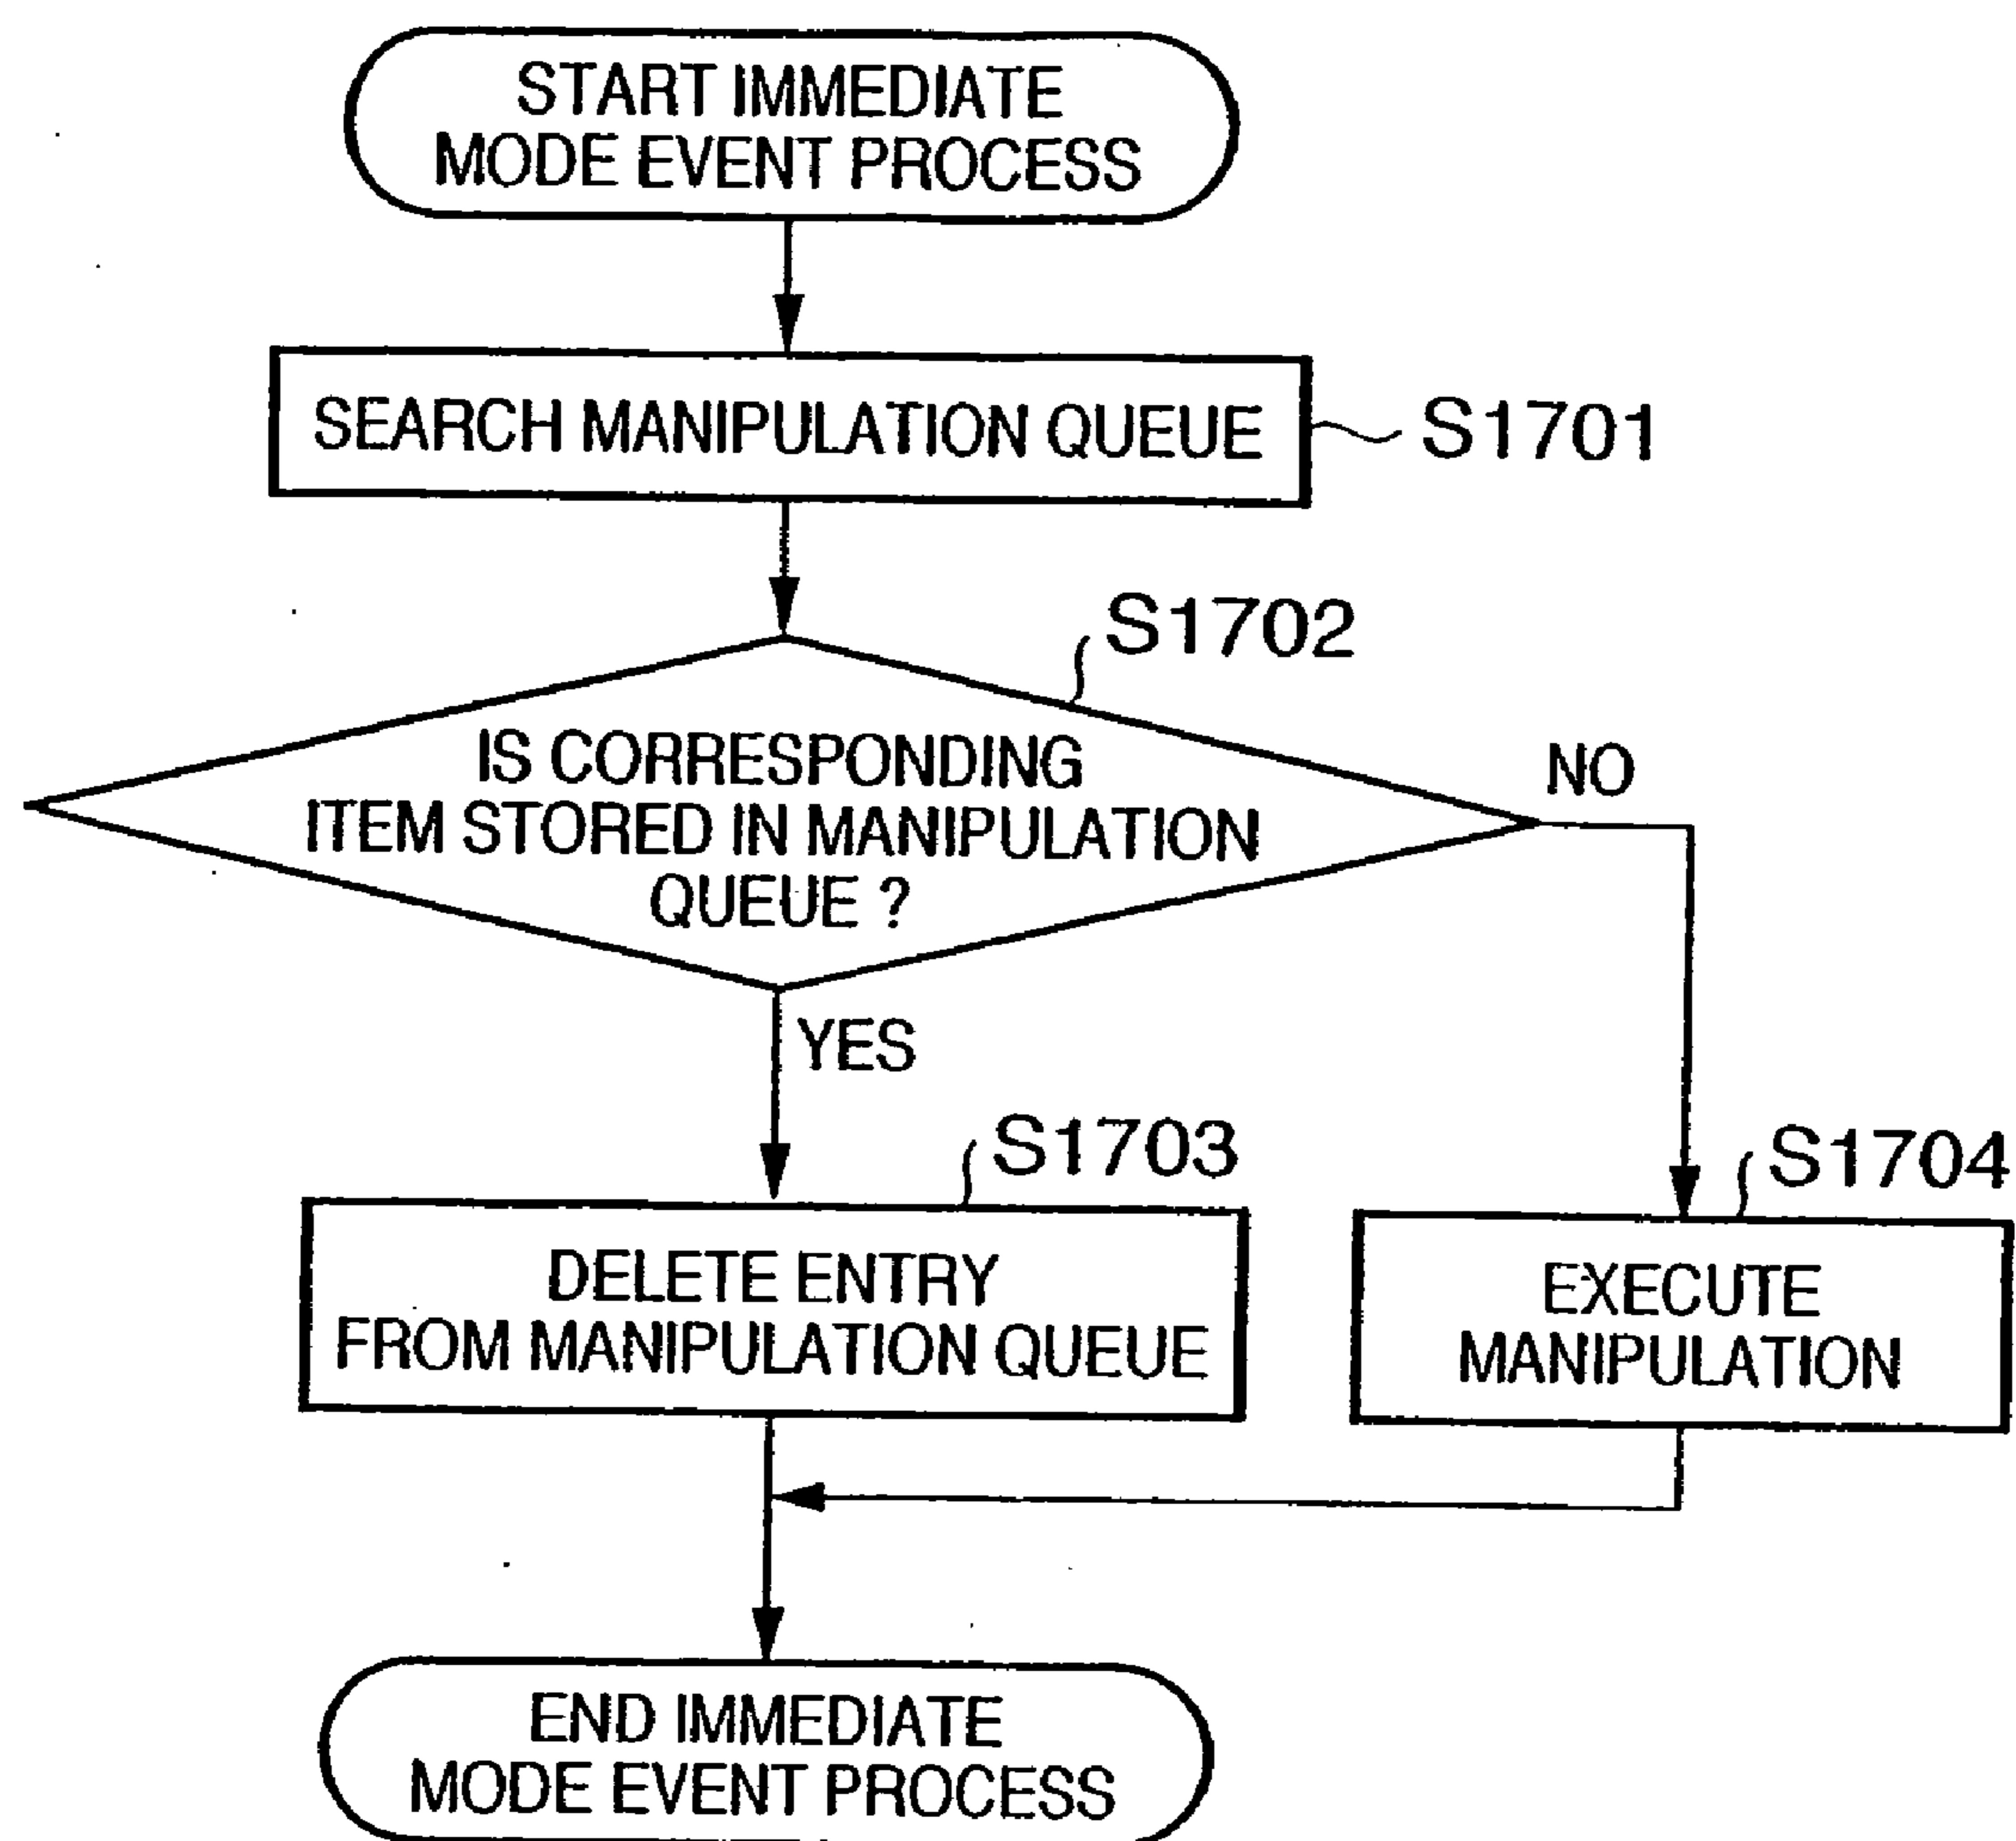 START IMMEDIATE
MODE EVENT PROCESS
SEARCH MANIPULATION QUEUE
S1701
S1702
IS CORRESPONDING
ITEM STORED IN MANIPULATION
QUEUE ?
NO
YES
S1703
S1704
DELETE ENTRY
FROM MANIPULATION QUEUE
EXECUTE
MANIPULATION
END IMMEDIATE
MODE EVENT PROCESS